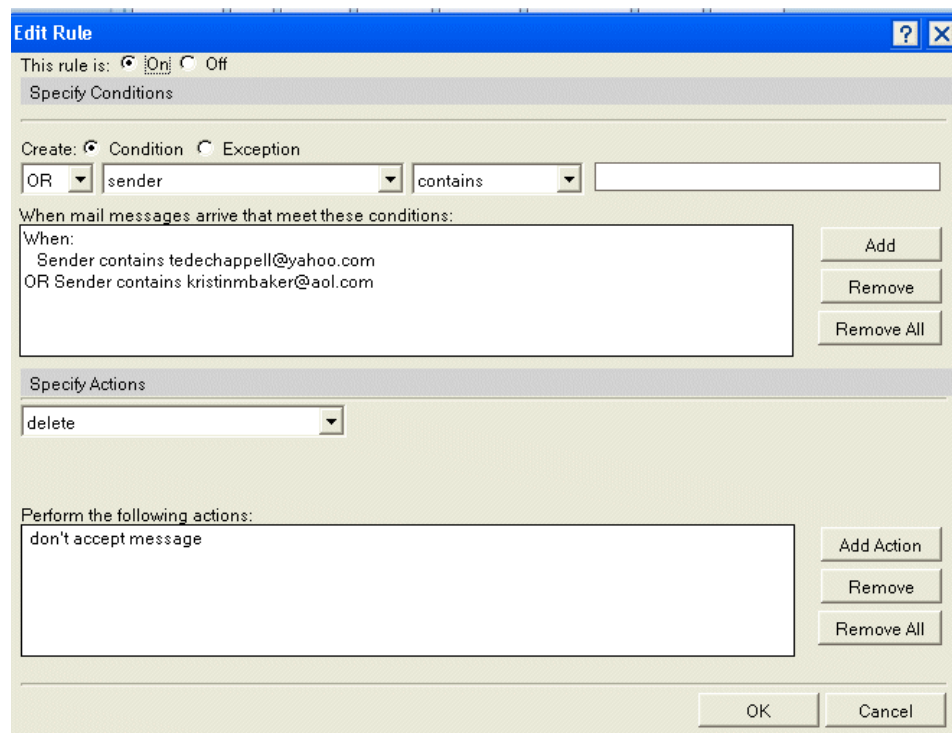 Edit Rule
This rule is: On Off
Specify Conditions
Create: Condition Exception
OR sender contains
When mail messages arrive that meet these conditions:
When:
Sender contains tedechappell@yahoo.com
OR Sender contains kristinmbaker@aol.com
Add
Remove
Remove All
Specify Actions
delete
Perform the following actions:
don't accept message
Add Action
Remove
Remove All
OK Cancel